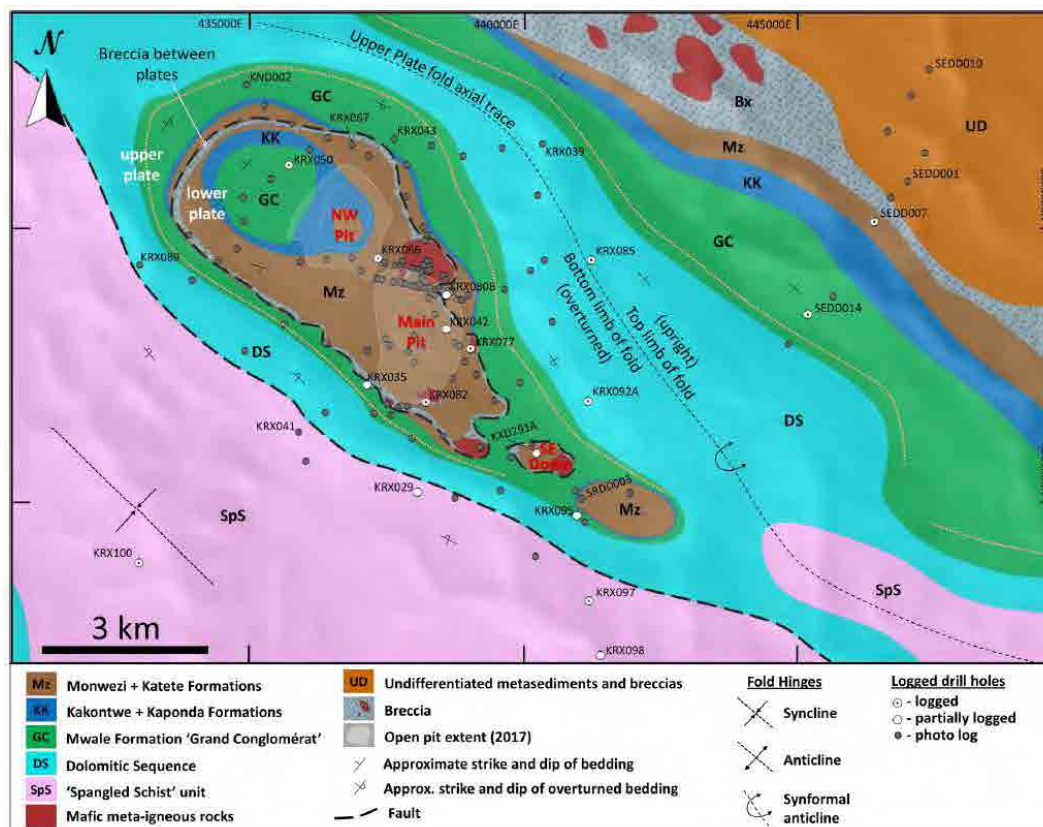 435000E
440000E
445000E
N
Breccia between
plates
KND002
GC
KRX067
KRX043
Upper Plate fold axial trace
KRX039
SEDD010
Bx
UD
Mz
KK
SEDD001
SEDD007
upper
plate
lower
plate
KK
KRX050
GC
NW
Pit
KRX066
KRX089
KRX080B
KRX085
GC
SEDD014
Mz
Main
Pit
KRX042
KRX077
Bottom limb of fold
(overturned)
(upright)
Top limb of fold
DS
KRX035
KRX082
KRX092A
DS
KRX041
KXD291A
SE
Dome
KRX029
SRDD003
KRX095
Mz
SpS
KRX100
SpS
KRX097
KRX098
3 km
Mz Monwezi + Katete Formations
KK Kakontwe + Kaponda Formations
GC Mwale Formation 'Grand Conglomérat'
DS Dolomitic Sequence
SpS 'Spangled Schist' unit
Mafic meta-igneous rocks
UD Undifferentiated metasediments and breccias
Breccia
Open pit extent (2017)
Approximate strike and dip of bedding
Approx. strike and dip of overturned bedding
Fault
Fold Hinges
Syncline
Anticline
Synformal
anticline
Logged drill holes
- logged
- partially logged
- photo log